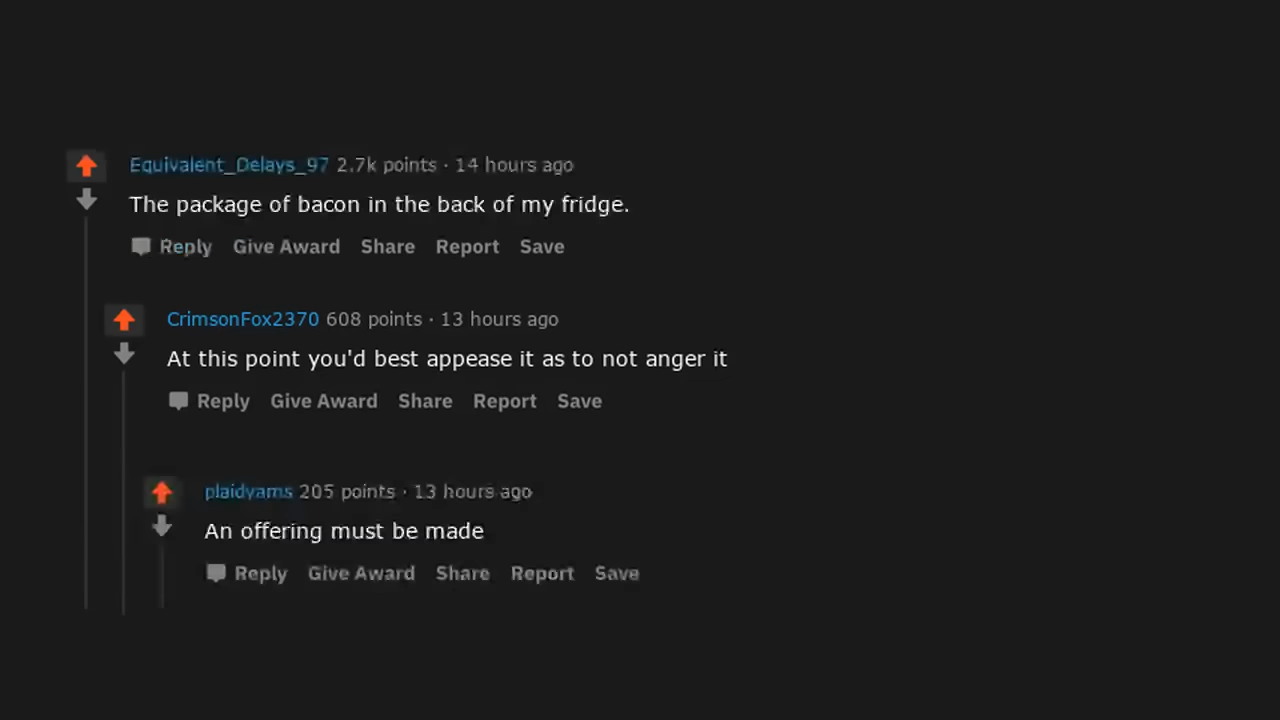 Equivalent_Delays_97 2.7k points · 14 hours ago
The package of bacon in the back of my fridge.
Reply Give Award Share Report Save
CrimsonFox2370 608 points · 13 hours ago
At this point you'd best appease it as to not anger it
Reply Give Award Share Report Save
plaidyams 205 points · 13 hours ago
An offering must be made
Reply Give Award Share Report Save